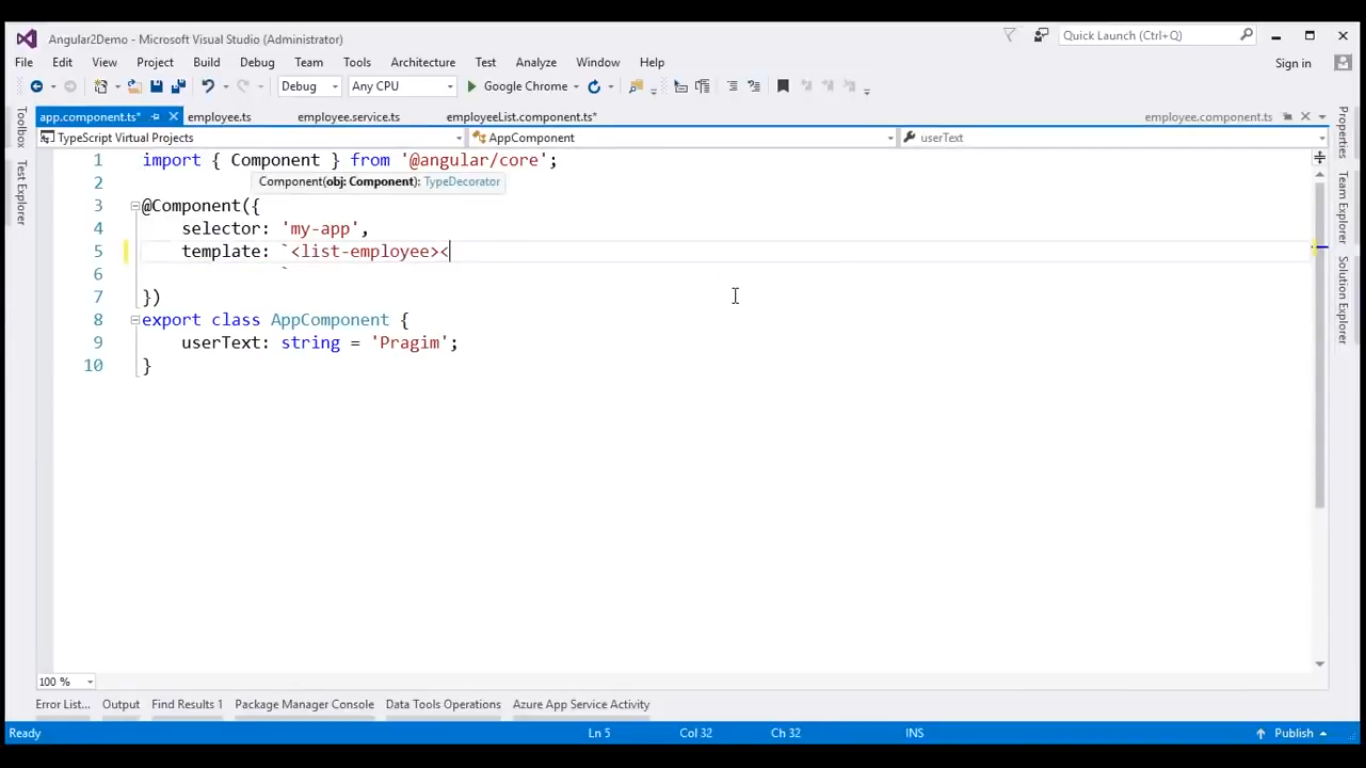 Angular2Demo - Microsoft Visual Studio (Administrator)
Quick Launch (Ctrl+Q)
File Edit View Project Build Debug Team Tools Architecture Test Analyze Window Help
Sign in
Debug Any CPU Google Chrome
app.component.ts* employee.ts employee.service.ts employeeList.component.ts* employee.component.ts
TypeScript Virtual Projects AppComponent userText
Toolbox
Test Explorer
1 import { Component } from '@angular/core';
2 Component(obj: Component): TypeDecorator
3 @Component({
4 selector: 'my-app',
5 template: `<list-employee><
6 `
7 })
8 export class AppComponent {
9 userText: string = 'Pragim';
10 }
Properties
Team Explorer
Solution Explorer
100 %
Error List... Output Find Results 1 Package Manager Console Data Tools Operations Azure App Service Activity
Ready Ln 5 Col 32 Ch 32 INS Publish